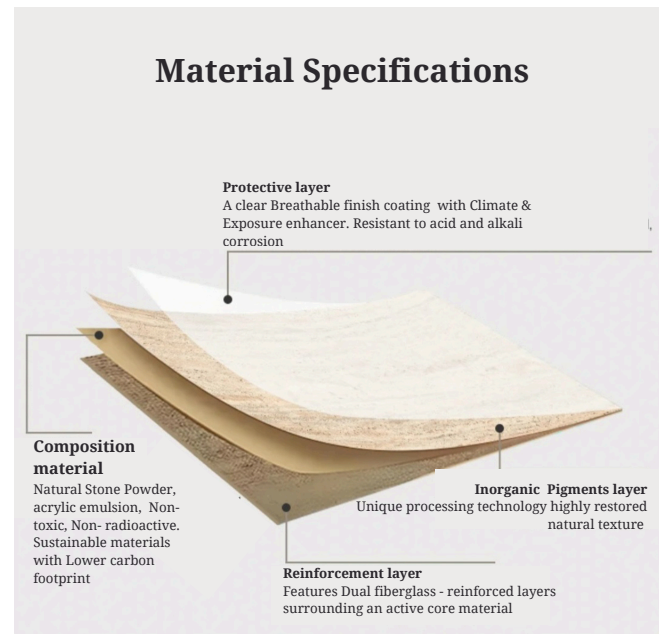 Material Specifications
Protective layer
A clear Breathable finish coating with Climate &
Exposure enhancer. Resistant to acid and alkali
corrosion
Composition
material
Natural Stone Powder,
acrylic emulsion, Non-
toxic, Non- radioactive.
Sustainable materials
with Lower carbon
footprint
Inorganic Pigments layer
Unique processing technology highly restored
natural texture
Reinforcement layer
Features Dual fiberglass - reinforced layers
surrounding an active core material